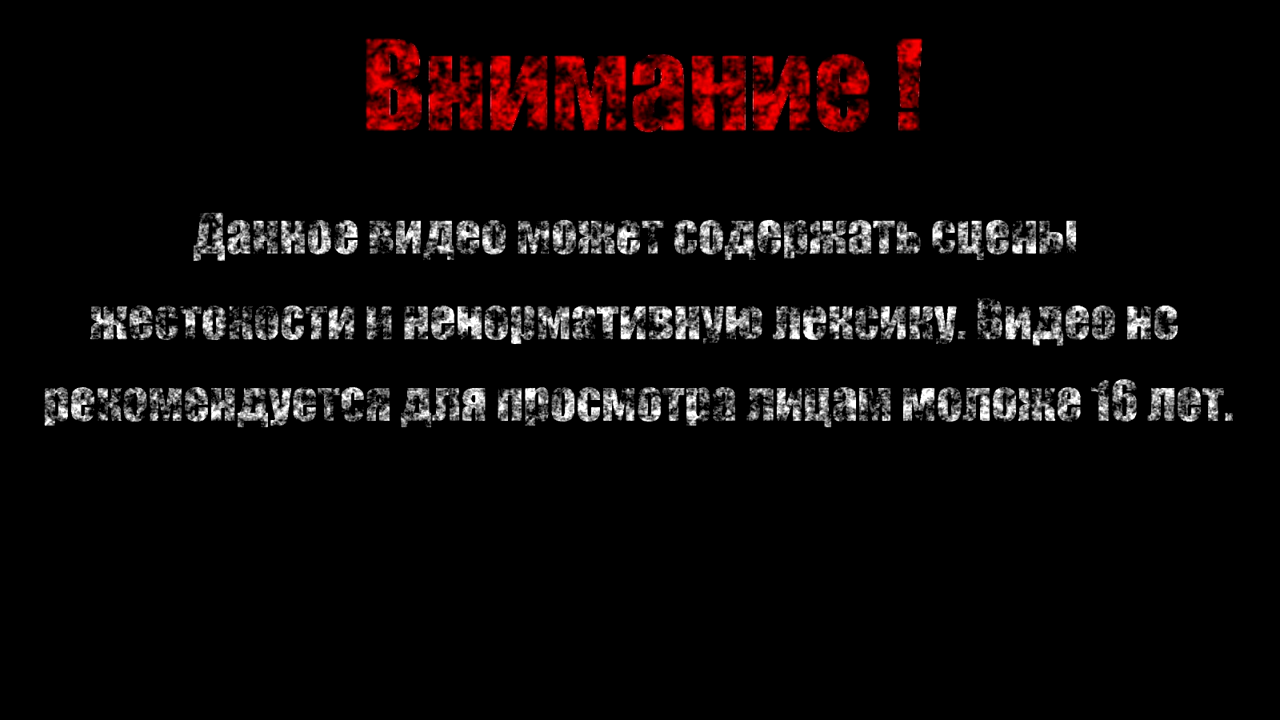 Внимание !
Данное видео может содержать сцены
жестокости и ненормативную лексику. Видео не
рекомендуется для просмотра лицам моложе 16 лет.